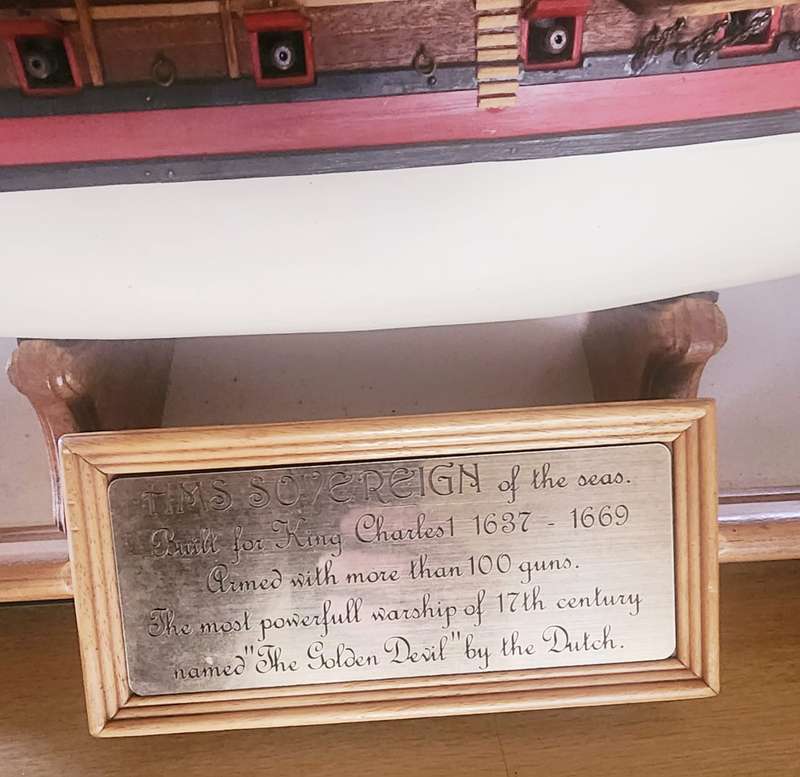 HMS SOVEREIGN of the seas.
Built for King Charles1 1637 - 1669
Armed with more than 100 guns.
The most powerfull warship of 17th century
named "The Golden Devil" by the Dutch.